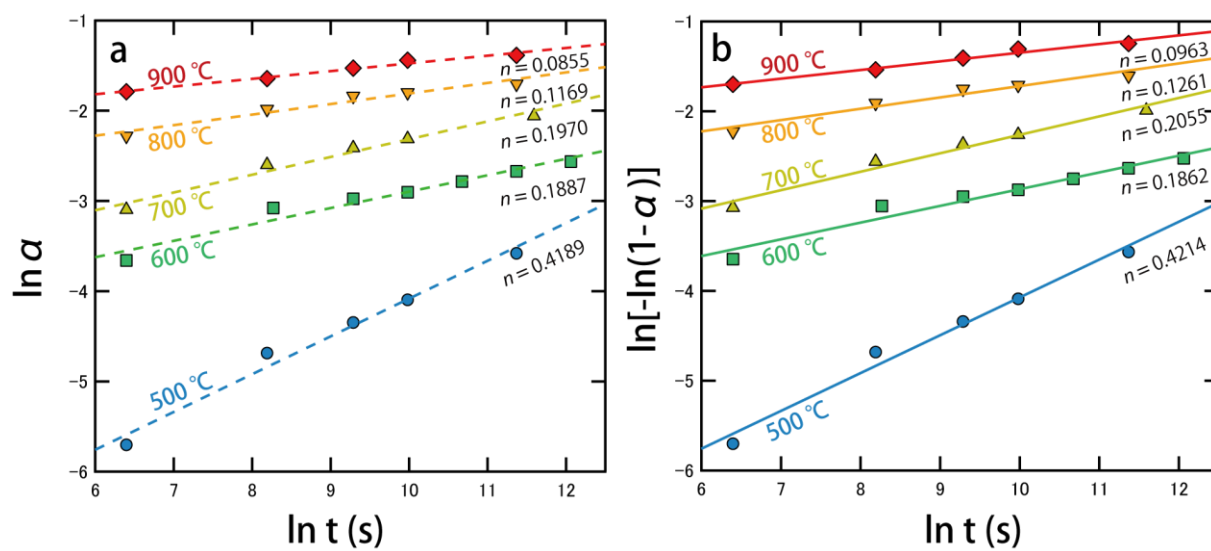 a
ln α
−1
−2
−3
−4
−5
−6
900 °C
n = 0.0855
800 °C
n = 0.1169
700 °C
n = 0.1970
600 °C
n = 0.1887
500 °C
n = 0.4189
6 7 8 9 10 11 12
ln t (s)
b
ln[-ln(1-α)]
−1
−2
−3
−4
−5
−6
900 °C
n = 0.0963
800 °C
n = 0.1261
700 °C
n = 0.2055
600 °C
n = 0.1862
500 °C
n = 0.4214
6 7 8 9 10 11 12
ln t (s)